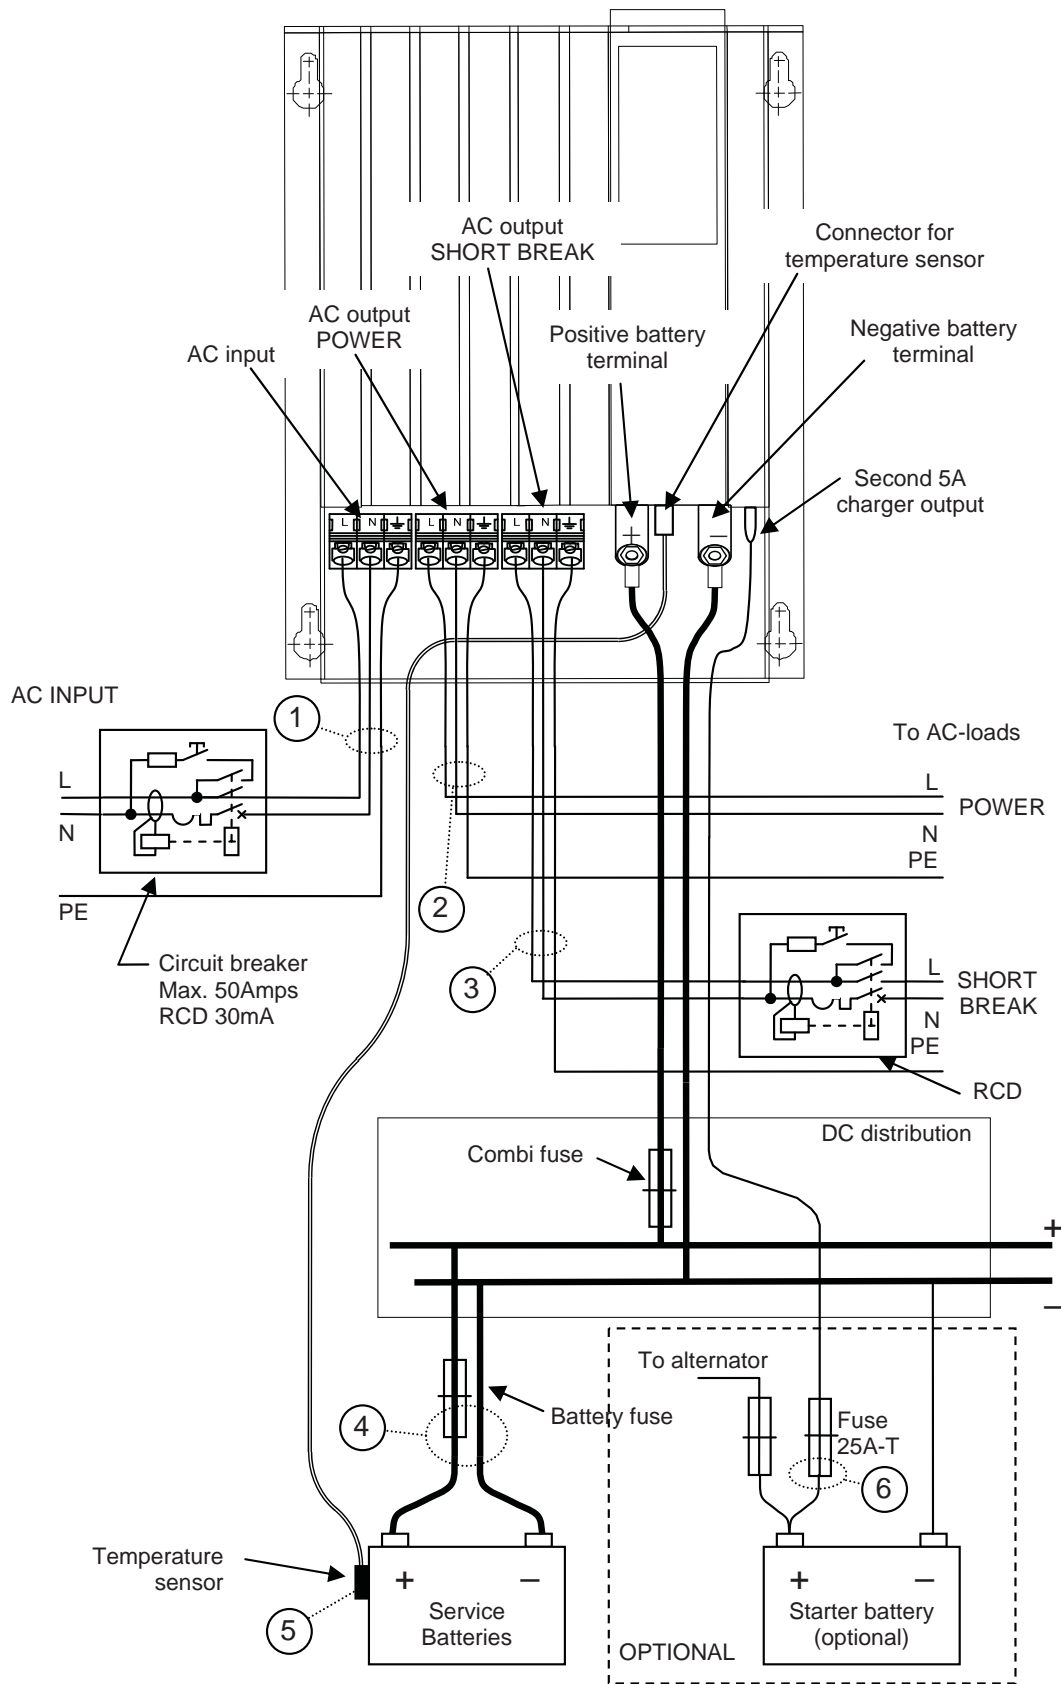 AC output
SHORT BREAK
Connector for
temperature sensor
AC output
POWER
Positive battery
terminal
Negative battery
terminal
AC input
Second 5A
charger output
L N L N L N
+ −
AC INPUT
1
To AC-loads
L
N
PE
2
L
POWER
N
PE
Circuit breaker
Max. 50Amps
RCD 30mA
3
L
SHORT
BREAK
N
PE
RCD
DC distribution
Combi fuse
+
−
To alternator
4
Battery fuse
Fuse
25A-T
6
Temperature
sensor
5
+ −
Service
Batteries
+ −
Starter battery
(optional)
OPTIONAL